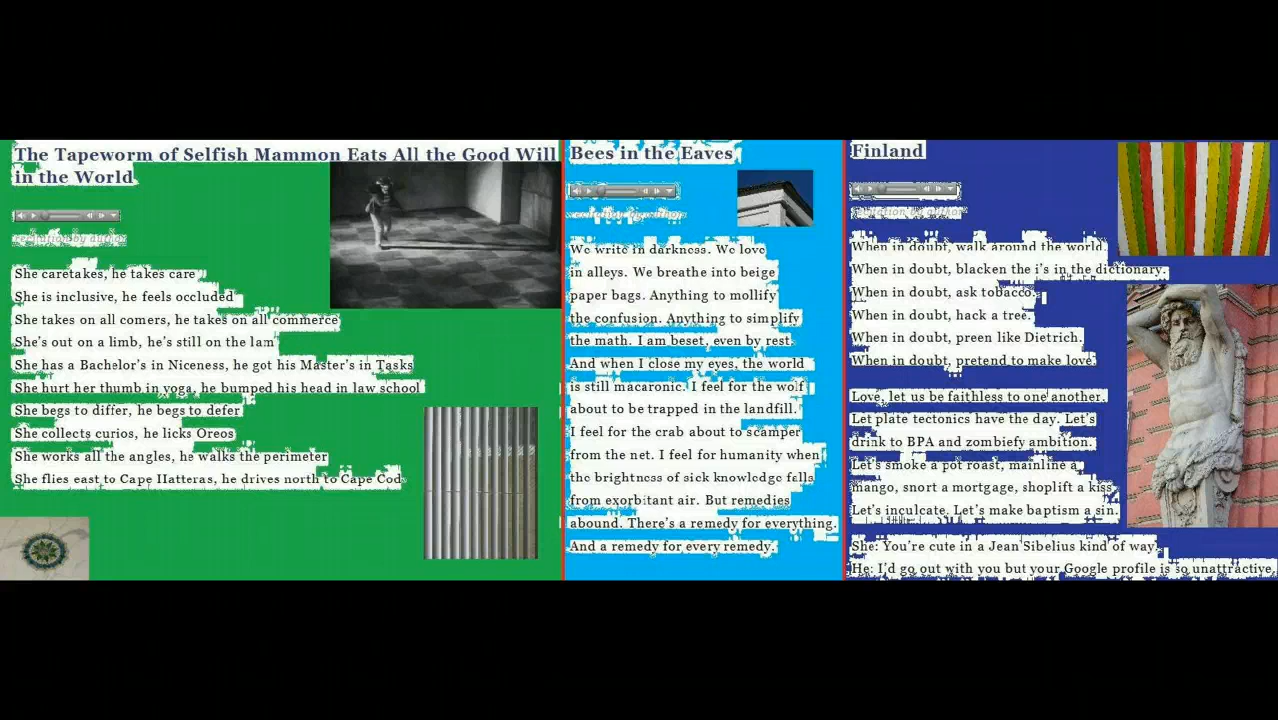 The Tapeworm of Selfish Mammon Eats All the Good Will
in the World
recitation by author
She caretakes, he takes care
She is inclusive, he feels occluded
She takes on all comers, he takes on all commerce
She's out on a limb, he's still on the lam
She has a Bachelor's in Niceness, he got his Master's in Tasks
She hurt her thumb in yoga, he bumped his head in law school
She begs to differ, he begs to defer
She collects curios, he licks Oreos
She works all the angles, he walks the perimeter
She flies east to Cape Hatteras, he drives north to Cape Cod
Bees in the Eaves
recitation by author
We write in darkness. We love
in alleys. We breathe into beige
paper bags. Anything to mollify
the confusion. Anything to simplify
the math. I am beset, even by rest.
And when I close my eyes, the world
is still macaronic. I feel for the wolf
about to be trapped in the landfill.
I feel for the crab about to scamper
from the net. I feel for humanity when
the brightness of sick knowledge falls
from exorbitant air. But remedies
abound. There's a remedy for everything.
And a remedy for every remedy.
Finland
recitation by author
When in doubt, walk around the world.
When in doubt, blacken the i's in the dictionary.
When in doubt, ask tobacco.
When in doubt, hack a tree.
When in doubt, preen like Dietrich.
When in doubt, pretend to make love.
Love, let us be faithless to one another.
Let plate tectonics have the day. Let's
drink to BPA and zombiefy ambition.
Let's smoke a pot roast, mainline a
mango, snort a mortgage, shoplift a kiss.
Let's inculcate. Let's make baptism a sin.
She: You're cute in a Jean Sibelius kind of way.
He: I'd go out with you but your Google profile is so unattractive.